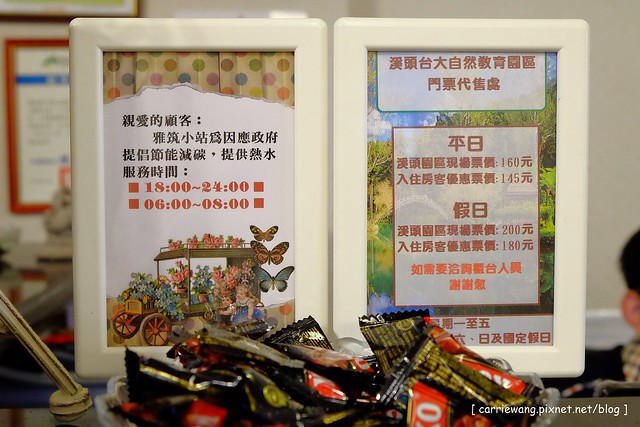 親愛的顧客：
雅筑小站為因應政府
提倡節能減碳，提供熱水
服務時間：
■ 18:00~24:00 ■
■ 06:00~08:00 ■
溪頭台大自然教育園區
門票代售處
平日
溪頭園區現場票價:160元
入住房客優惠票價:145元
假日
溪頭園區現場票價:200元
入住房客優惠票價:180元
如需要洽詢櫃台人員
謝謝您
期一至五
、日及國定假日
[ carriewang.pixnet.net/blog ]